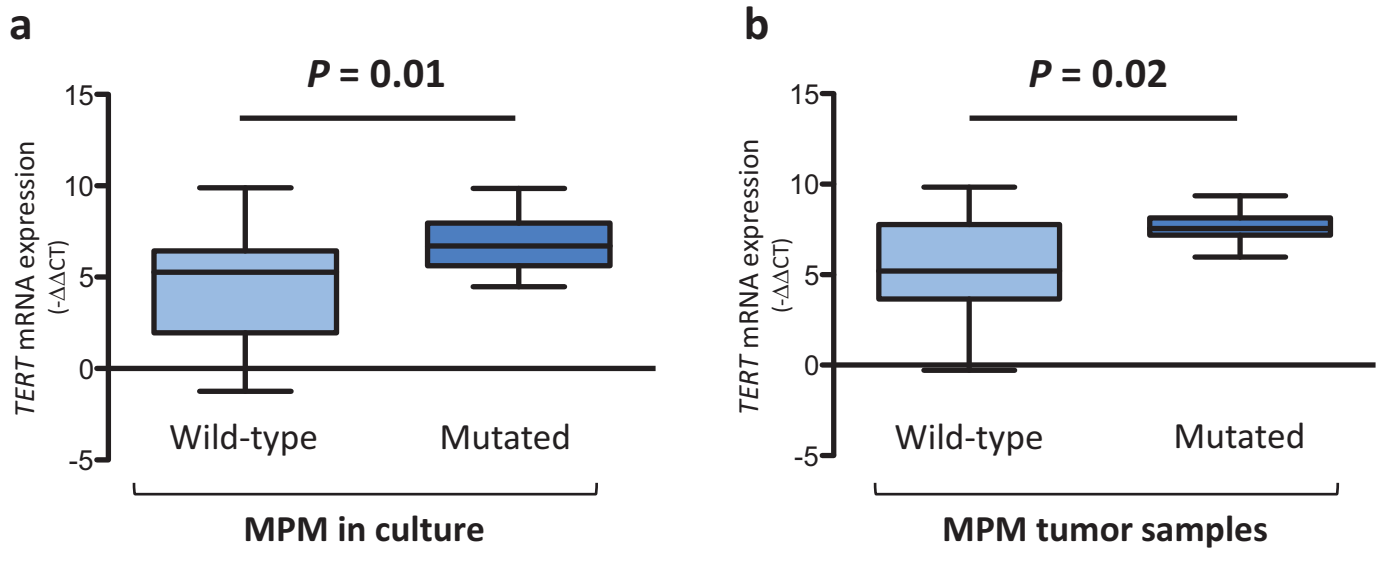 a
P = 0.01
TERT mRNA expression
(-ΔΔCT)
15
10
5
0
-5
Wild-type
Mutated
MPM in culture
b
P = 0.02
TERT mRNA expression
(-ΔΔCT)
15
10
5
0
-5
Wild-type
Mutated
MPM tumor samples